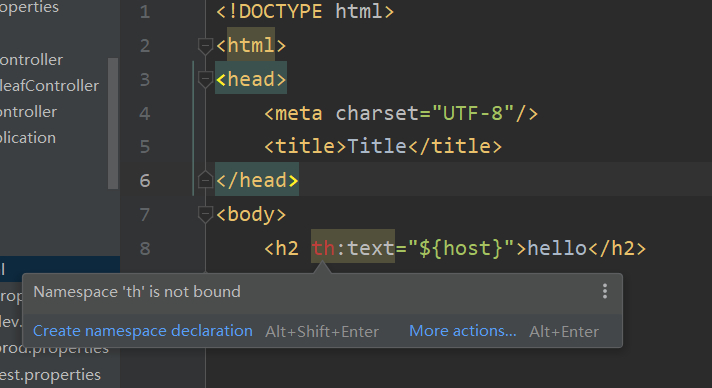 operties
ontroller
leafController
ntroller
plication
l
rop
lev.
prod.properties
est.properties
1 <!DOCTYPE html>
2 <html>
3 <head>
4 <meta charset="UTF-8"/>
5 <title>Title</title>
6 </head>
7 <body>
8 <h2 th:text="${host}">hello</h2>
Namespace 'th' is not bound
Create namespace declaration Alt+Shift+Enter More actions... Alt+Enter